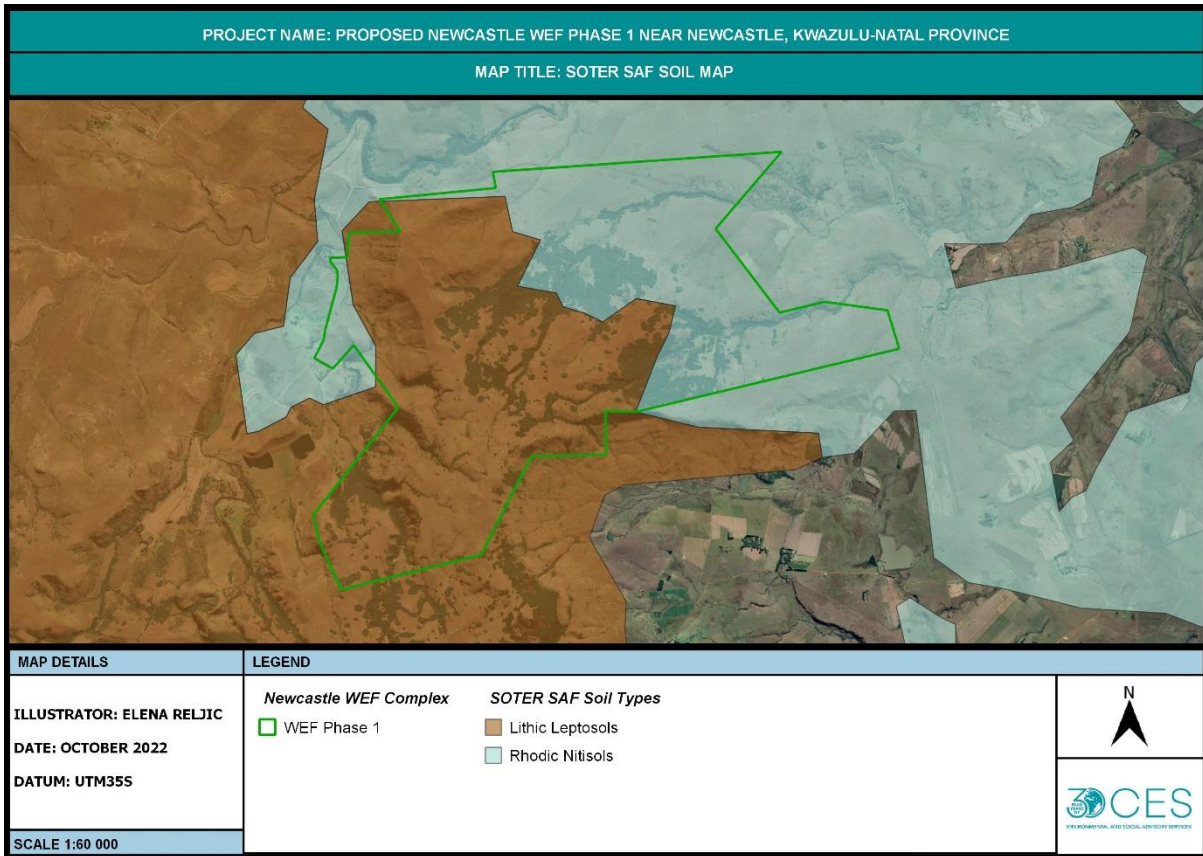 PROJECT NAME: PROPOSED NEWCASTLE WEF PHASE 1 NEAR NEWCASTLE, KWAZULU-NATAL PROVINCE
MAP TITLE: SOTER SAF SOIL MAP
MAP DETAILS
ILLUSTRATOR: ELENA RELJIC
DATE: OCTOBER 2022
DATUM: UTM35S
SCALE 1:60 000
LEGEND
Newcastle WEF Complex
WEF Phase 1
SOTER SAF Soil Types
Lithic Leptosols
Rhodic Nitisols
N
CES
ENVIRONMENTAL AND SOCIAL ADVISORY SERVICES